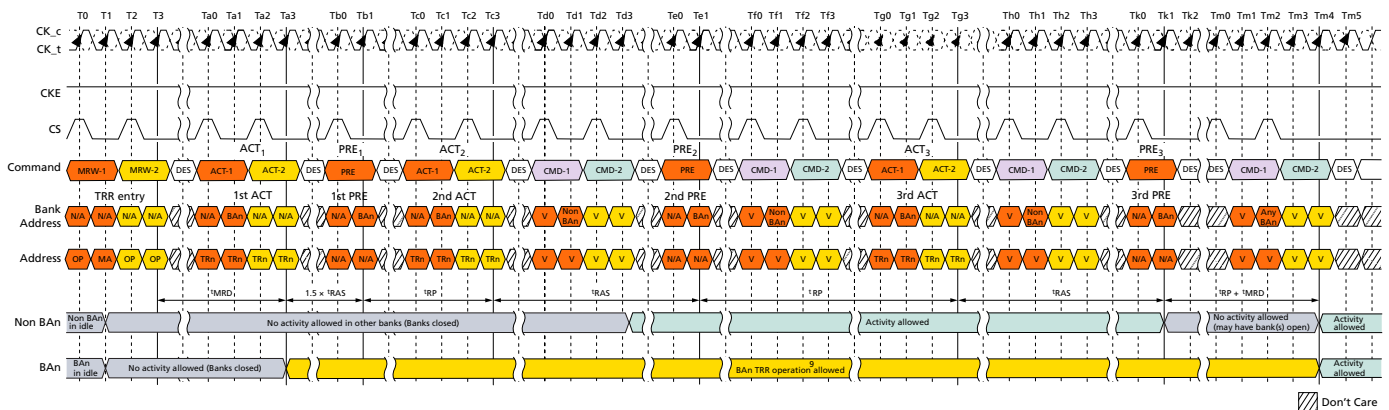 T0 T1 T2 T3 Ta0 Ta1 Ta2 Ta3 Tb0 Tb1 Tc0 Tc1 Tc2 Tc3 Td0 Td1 Td2 Td3 Te0 Te1 Tf0 Tf1 Tf2 Tf3 Tg0 Tg1 Tg2 Tg3 Th0 Th1 Th2 Th3 Tk0 Tk1 Tk2 Tm0 Tm1 Tm2 Tm3 Tm4 Tm5
CK_c
CK_t
CKE
CS
ACT1 PRE1 ACT2 PRE2 ACT3 PRE3
Command MRW-1 MRW-2 DES ACT-1 ACT-2 DES PRE DES ACT-1 ACT-2 DES CMD-1 CMD-2 DES PRE DES CMD-1 CMD-2 DES ACT-1 ACT-2 DES CMD-1 CMD-2 DES PRE DES DES CMD-1 CMD-2 DES
TRR entry 1st ACT 1st PRE 2nd ACT 2nd PRE 3rd ACT 3rd PRE
Bank Address N/A N/A N/A N/A N/A BAn N/A N/A N/A BAn N/A BAn N/A N/A V Non BAn V V N/A BAn V Non BAn V V N/A BAn N/A N/A V Non BAn V V N/A BAn V Any BAn V V
Address OP MA OP OP TRn TRn TRn TRn N/A N/A TRn TRn TRn TRn V V V V N/A N/A V V V V TRn TRn TRn TRn V V V V N/A N/A V V V V
tMRD 1.5 × tRAS tRP tRAS tRP tRAS tRP + tMRD
Non BAn Non BAn in idle No activity allowed in other banks (Banks closed) Activity allowed No activity allowed (may have bank(s) open) Activity allowed
BAn BAn in idle No activity allowed (Banks closed) BAn TRR operation allowed9 Activity allowed
Don't Care